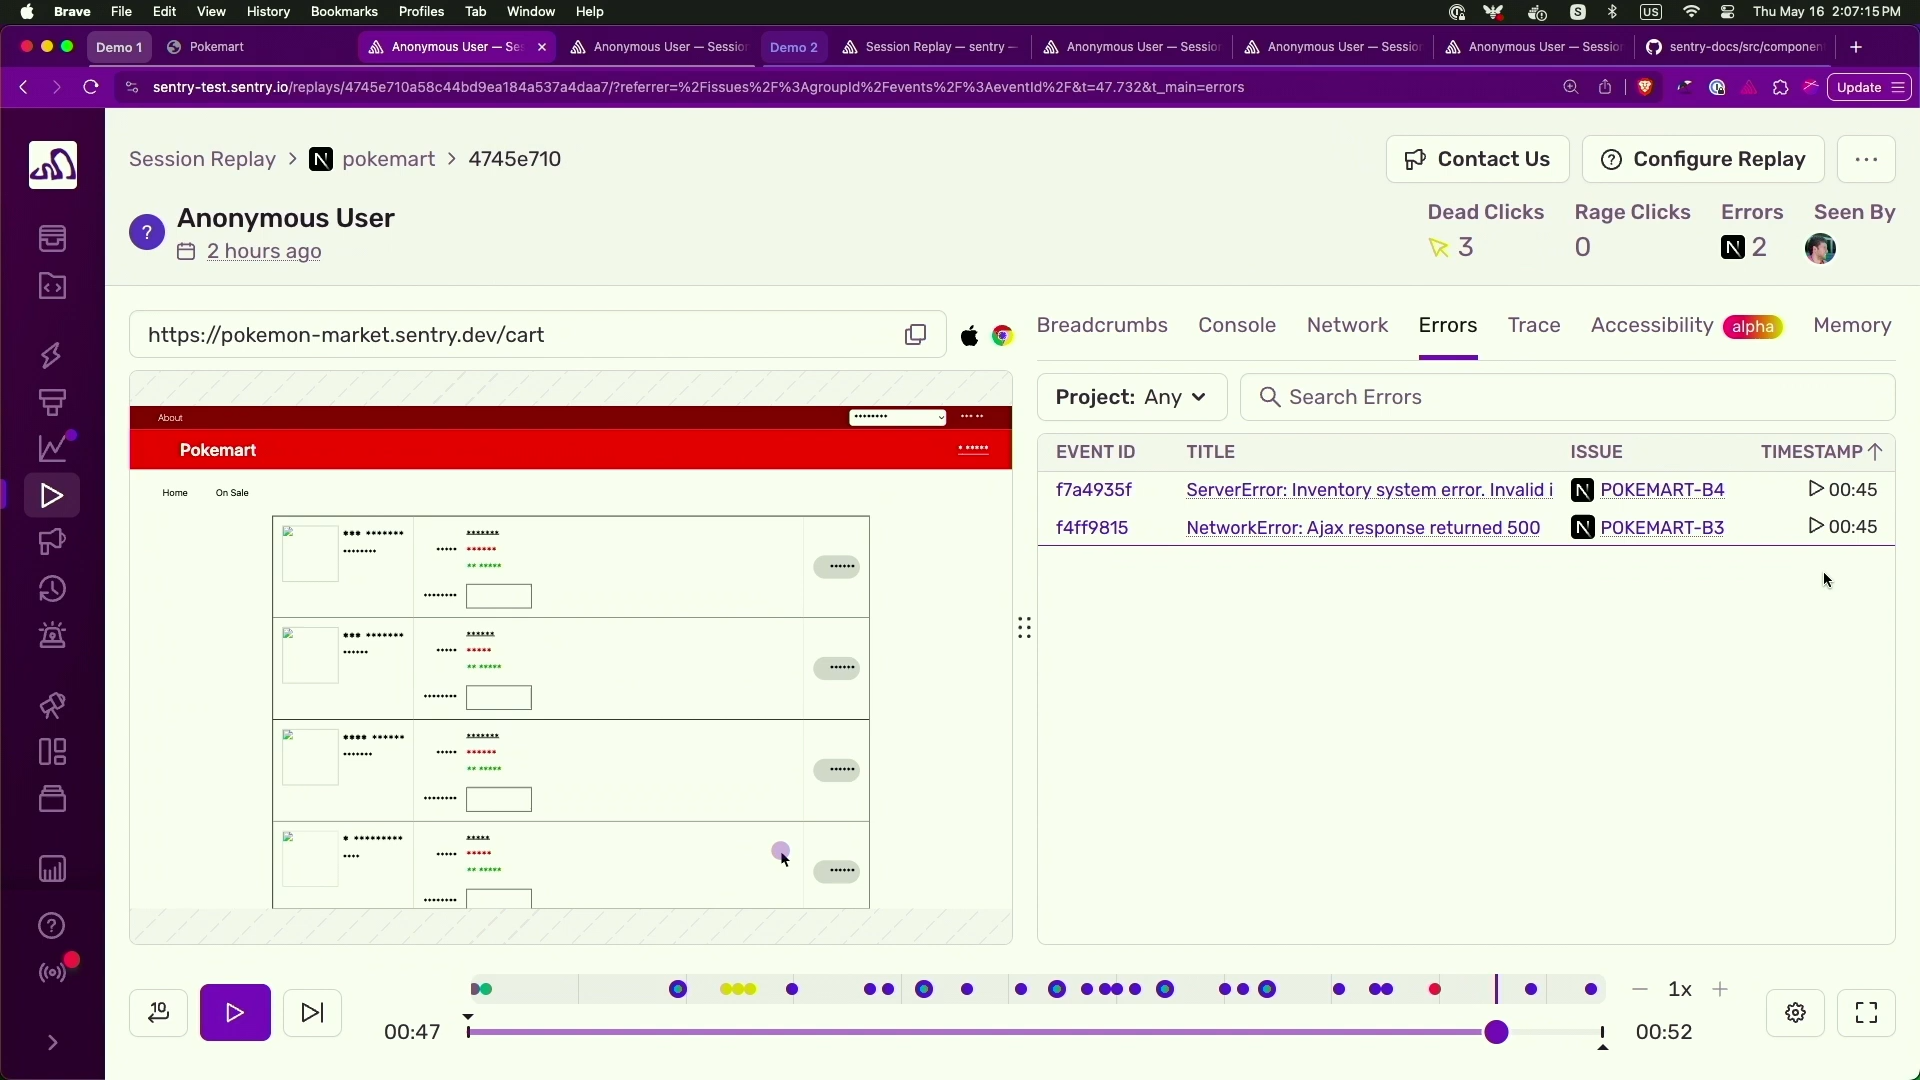 Brave File Edit View History Bookmarks Profiles Tab Window Help US Thu May 16 2:07:15 PM
Demo 1 Pokemart Anonymous User — Se Anonymous User — Session Demo 2 Session Replay — sentry — Anonymous User — Session Anonymous User — Session Anonymous User — Session sentry-docs/src/componen
sentry-test.sentry.io/replays/4745e710a58c44bd9ea184a537a4daa7/?referrer=%2Fissues%2F%3AgroupId%2Fevents%2F%3AeventId%2F&t=47.732&t_main=errors Update
Session Replay > N pokemart > 4745e710
Contact Us
Configure Replay
Anonymous User
2 hours ago
Dead Clicks Rage Clicks Errors Seen By
3 0 N 2
https://pokemon-market.sentry.dev/cart
Breadcrumbs Console Network Errors Trace Accessibility alpha Memory
Project: Any
Search Errors
EVENT ID TITLE ISSUE TIMESTAMP
f7a4935f ServerError: Inventory system error. Invalid i N POKEMART-B4 00:45
f4ff9815 NetworkError: Ajax response returned 500 N POKEMART-B3 00:45
About
Pokemart
Home On Sale
10
00:47
00:52
1x